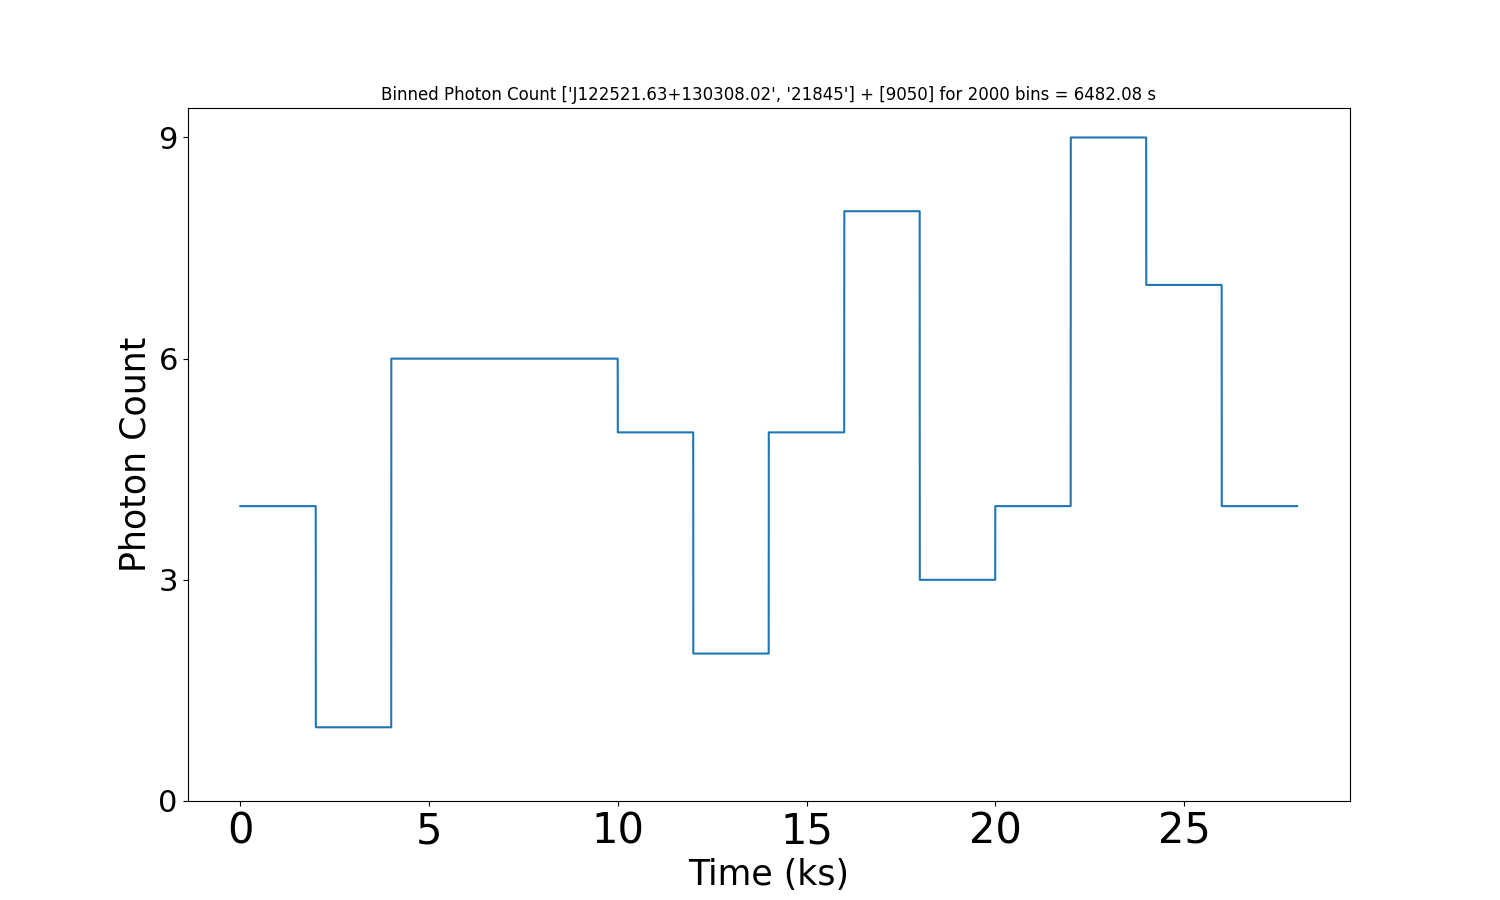 Binned Photon Count ['J122521.63+130308.02', '21845'] + [9050] for 2000 bins = 6482.08 s
9
6
3
0
Photon Count
0 5 10 15 20 25
Time (ks)